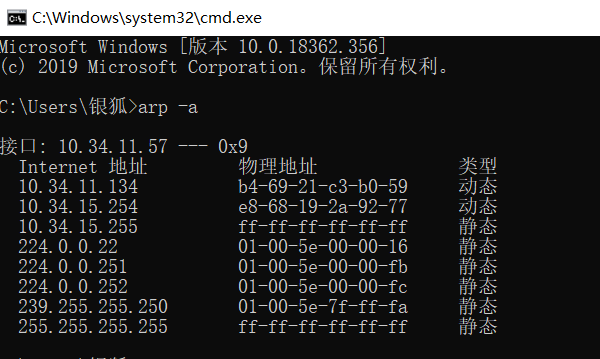 C:\Windows\system32\cmd.exe
Microsoft Windows [版本 10.0.18362.356]
(c) 2019 Microsoft Corporation。保留所有权利。
C:\Users\银狐>arp -a
接口: 10.34.11.57 --- 0x9
Internet 地址 物理地址 类型
10.34.11.134 b4-69-21-c3-b0-59 动态
10.34.15.254 e8-68-19-2a-92-77 动态
10.34.15.255 ff-ff-ff-ff-ff-ff 静态
224.0.0.22 01-00-5e-00-00-16 静态
224.0.0.251 01-00-5e-00-00-fb 静态
224.0.0.252 01-00-5e-00-00-fc 静态
239.255.255.250 01-00-5e-7f-ff-fa 静态
255.255.255.255 ff-ff-ff-ff-ff-ff 静态